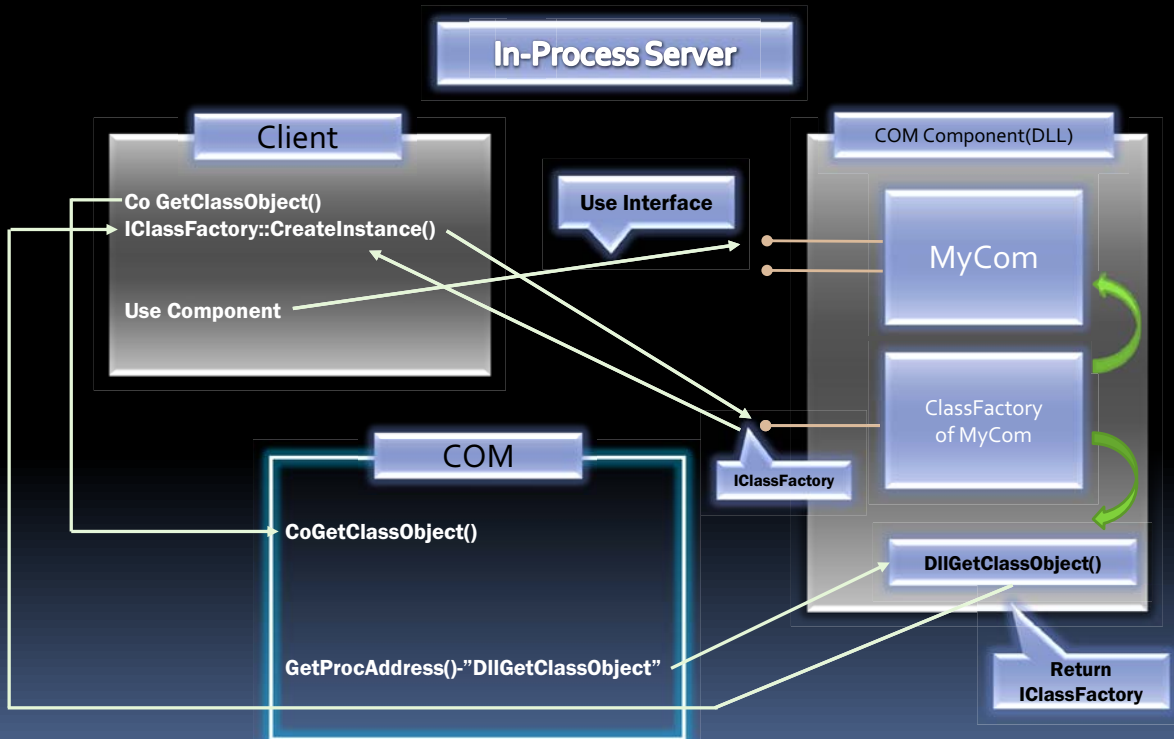 In-Process Server
Client
Co GetClassObject()
IClassFactory::CreateInstance()
Use Component
Use Interface
COM Component(DLL)
MyCom
ClassFactory
of MyCom
IClassFactory
COM
CoGetClassObject()
GetProcAddress()-”DllGetClassObject”
DllGetClassObject()
Return
IClassFactory